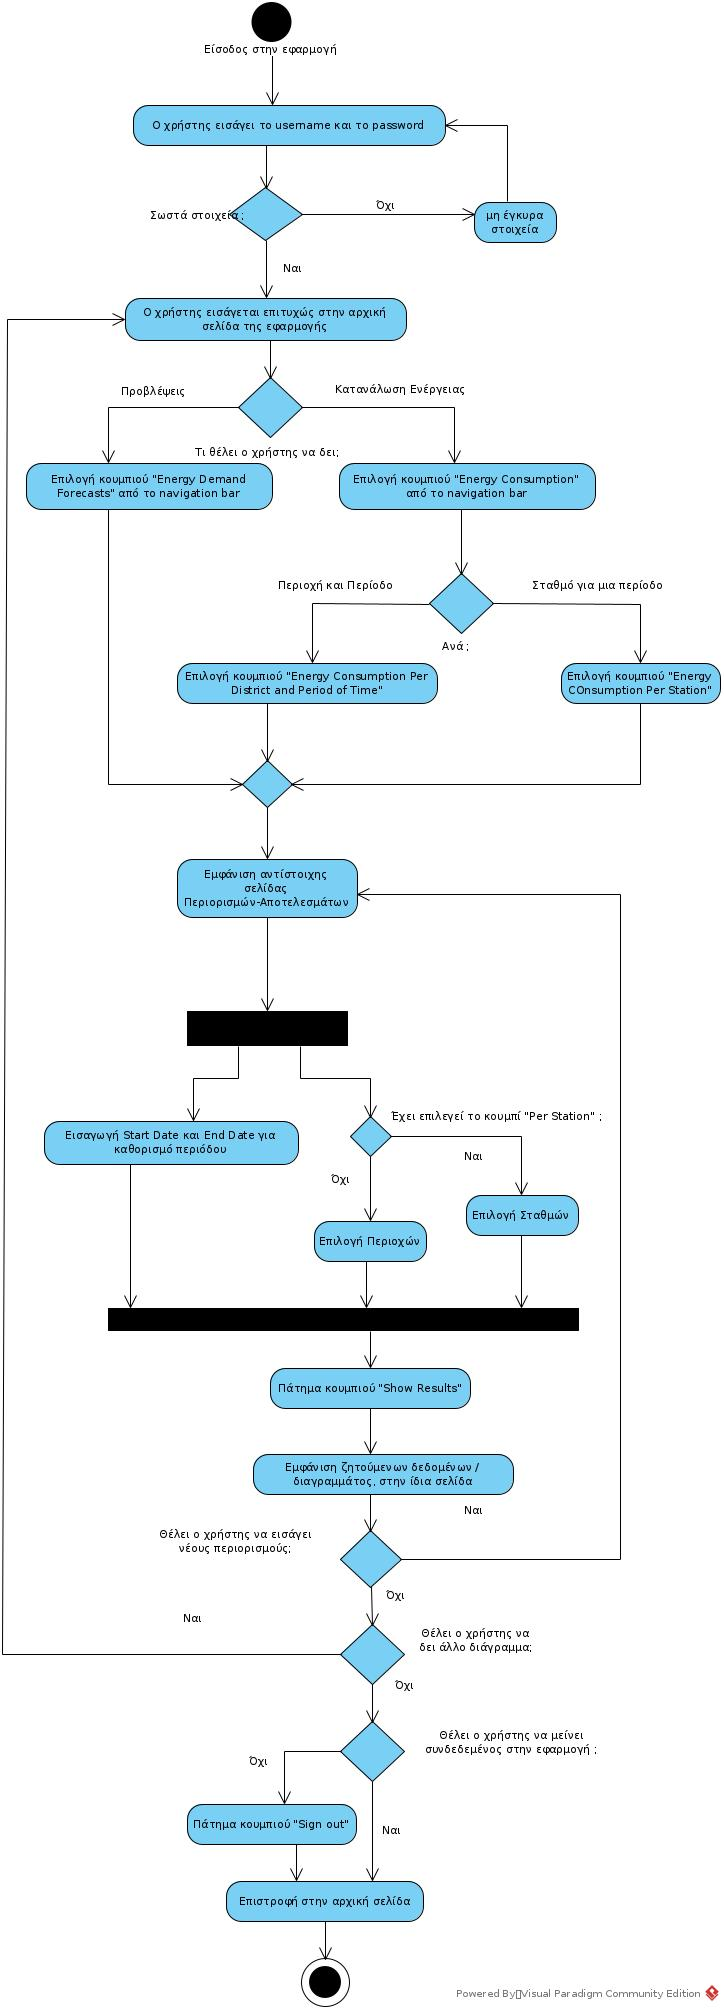 Είσοδος στην εφαρμογή
Ο χρήστης εισάγει το username και το password
Σωστά στοιχεία;
Όχι
μη έγκυρα
στοιχεία
Ναι
Ο χρήστης εισάγεται επιτυχώς στην αρχική
σελίδα της εφαρμογής
Προβλέψεις
Κατανάλωση Ενέργειας
Τι θέλει ο χρήστης να δει;
Επιλογή κουμπιού "Energy Demand
Forecasts" από το navigation bar
Επιλογή κουμπιού "Energy Consumption"
από το navigation bar
Περιοχή και Περίοδο
Σταθμό για μια περίοδο
Ανά ;
Επιλογή κουμπιού "Energy Consumption Per
District and Period of Time"
Επιλογή κουμπιού "Energy
COnsumption Per Station"
Εμφάνιση αντίστοιχης
σελίδας
Περιορισμών-Αποτελεσμάτων
Έχει επιλεγεί το κουμπί "Per Station" ;
Εισαγωγή Start Date και End Date για
καθορισμό περιόδου
Ναι
Όχι
Επιλογή Σταθμών
Επιλογή Περιοχών
Πάτημα κουμπιού "Show Results"
Εμφάνιση ζητούμενων δεδομένων /
διαγραμμάτος, στην ίδια σελίδα
Ναι
Θέλει ο χρήστης να εισάγει
νέους περιορισμούς;
Όχι
Ναι
Θέλει ο χρήστης να
δει άλλο διάγραμμα;
Όχι
Θέλει ο χρήστης να μείνει
συνδεδεμένος στην εφαρμογή ;
Όχι
Πάτημα κουμπιού "Sign out"
Ναι
Επιστροφή στην αρχική σελίδα
Powered By Visual Paradigm Community Edition